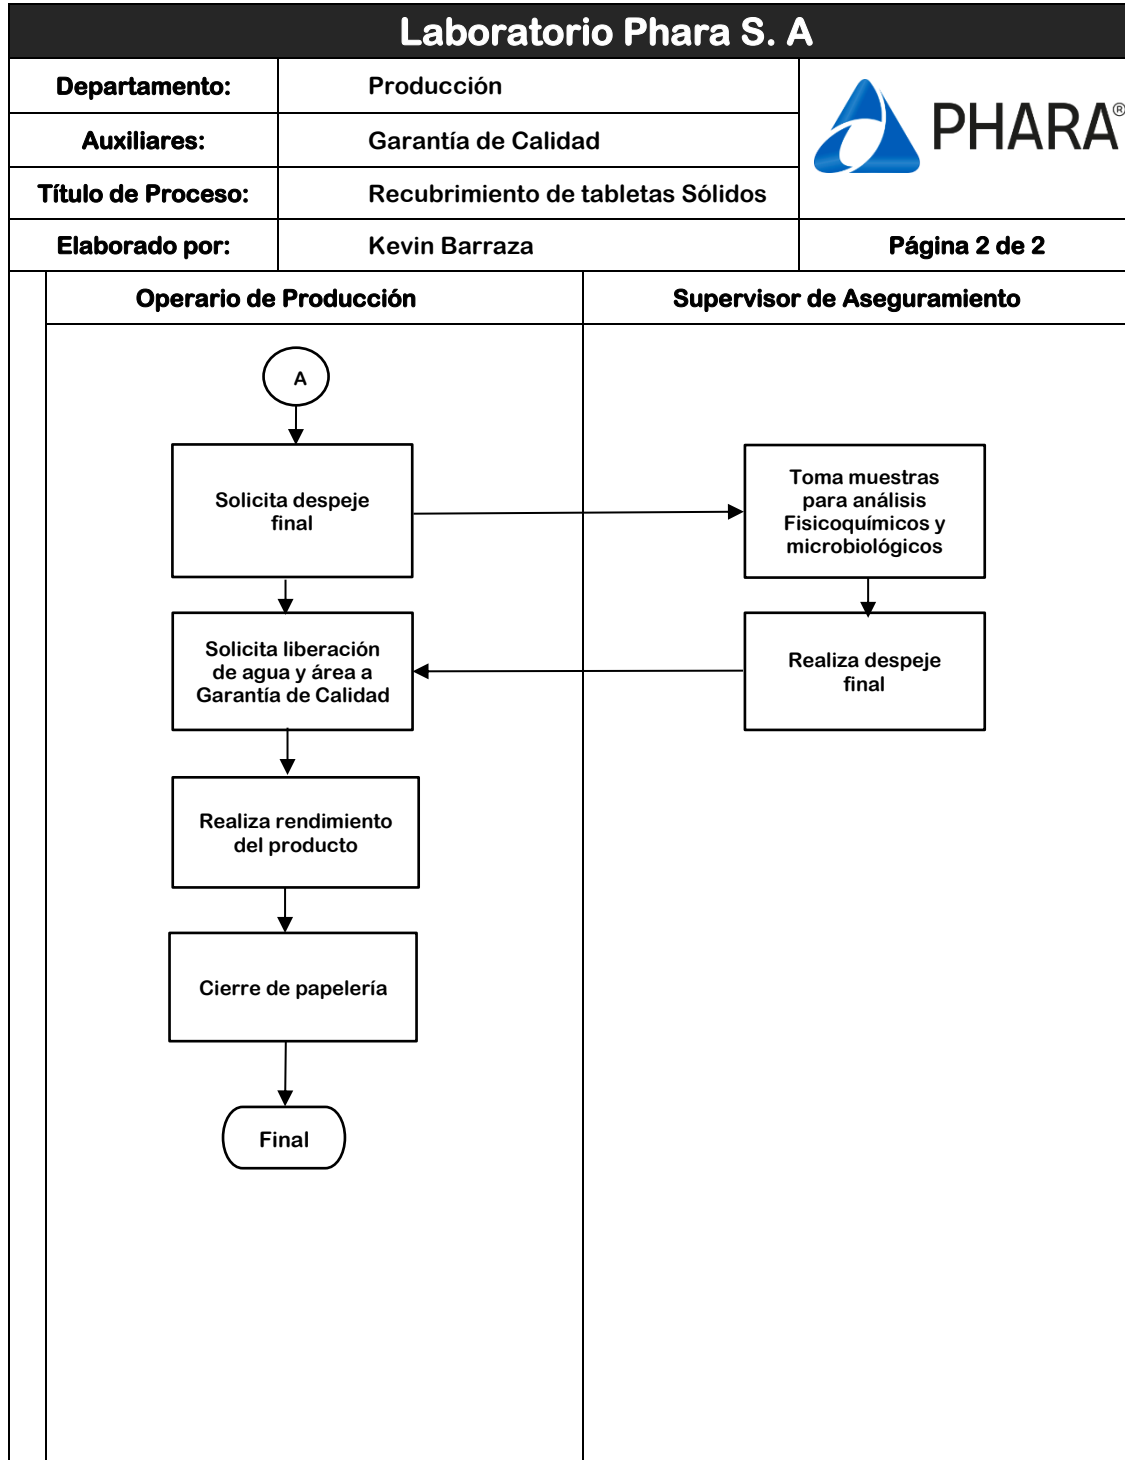 Laboratorio Phara S. A
Departamento:
Producción
PHARA®
Auxiliares:
Garantía de Calidad
Título de Proceso:
Recubrimiento de tabletas Sólidos
Elaborado por:
Kevin Barraza
Página 2 de 2
Operario de Producción
Supervisor de Aseguramiento
A
Solicita despeje
final
Toma muestras
para análisis
Fisicoquímicos y
microbiológicos
Solicita liberación
de agua y área a
Garantía de Calidad
Realiza despeje
final
Realiza rendimiento
del producto
Cierre de papelería
Final